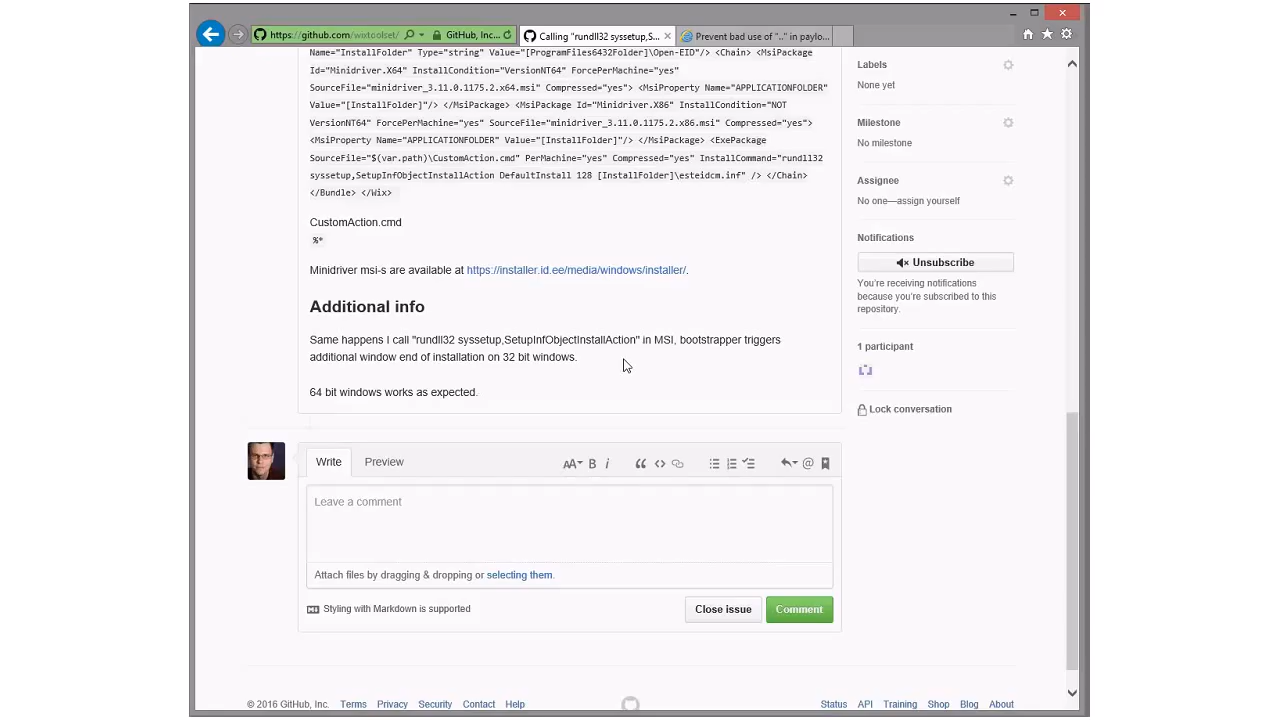 https://github.com/wixtoolset/
GitHub, Inc...
Calling "rundll32 syssetup,S...
Prevent bad use of ".." in paylo...
Name="InstallFolder" Type="string" Value="[ProgramFiles6432Folder]\Open-EID"/> <Chain> <MsiPackage
Id="Minidriver.X64" InstallCondition="VersionNT64" ForcePerMachine="yes"
SourceFile="minidriver_3.11.0.1175.2.x64.msi" Compressed="yes"> <MsiProperty Name="APPLICATIONFOLDER"
Value="[InstallFolder]"/> </MsiPackage> <MsiPackage Id="Minidriver.X86" InstallCondition="NOT
VersionNT64" ForcePerMachine="yes" SourceFile="minidriver_3.11.0.1175.2.x86.msi" Compressed="yes">
<MsiProperty Name="APPLICATIONFOLDER" Value="[InstallFolder]"/> </MsiPackage> <ExePackage
SourceFile="$(var.path)\CustomAction.cmd" PerMachine="yes" Compressed="yes" InstallCommand="rundll32
syssetup,SetupInfObjectInstallAction DefaultInstall 128 [InstallFolder]\esteidcm.inf" /> </Chain>
</Bundle> </Wix>
CustomAction.cmd
%*
Minidriver msi-s are available at https://installer.id.ee/media/windows/installer/.
Additional info
Same happens I call "rundll32 syssetup,SetupInfObjectInstallAction" in MSI, bootstrapper triggers
additional window end of installation on 32 bit windows.
64 bit windows works as expected.
Labels
None yet
Milestone
No milestone
Assignee
No one—assign yourself
Notifications
Unsubscribe
You're receiving notifications
because you're subscribed to this
repository.
1 participant
Lock conversation
Write
Preview
AA
B
i
@
Leave a comment
Attach files by dragging & dropping or selecting them.
Styling with Markdown is supported
Close issue
Comment
© 2016 GitHub, Inc.
Terms
Privacy
Security
Contact
Help
Status
API
Training
Shop
Blog
About